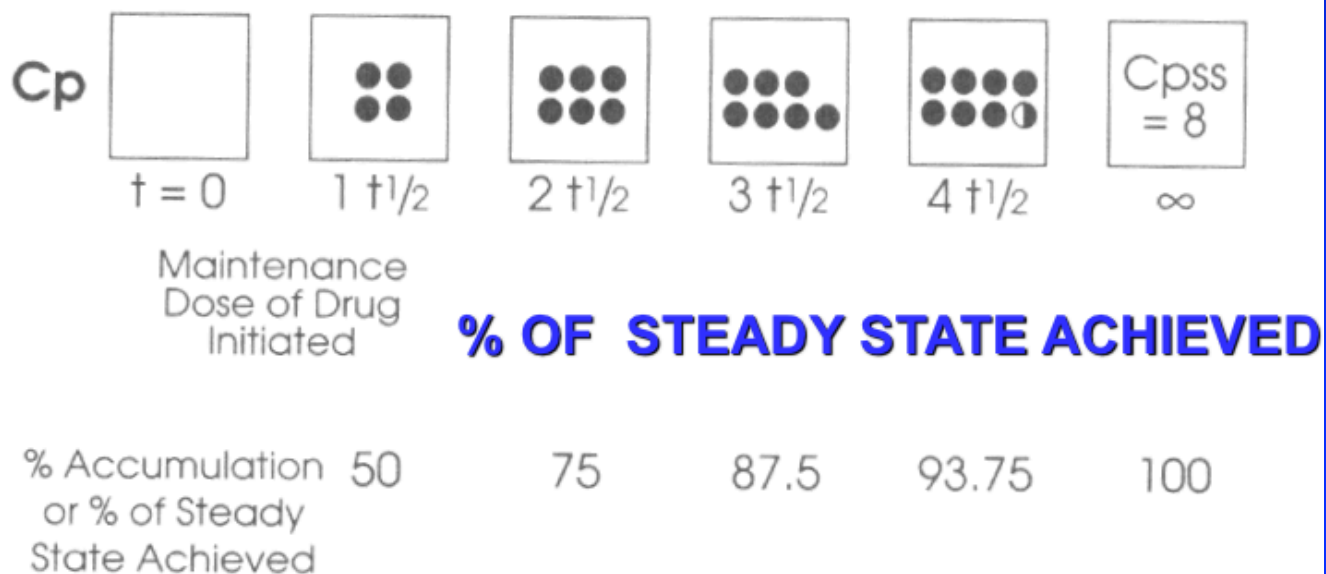 Cp
Cpss
= 8
t = 0 1 t1/2 2 t1/2 3 t1/2 4 t1/2 ∞
Maintenance
Dose of Drug
Initiated
% OF STEADY STATE ACHIEVED
% Accumulation 50 75 87.5 93.75 100
or % of Steady
State Achieved